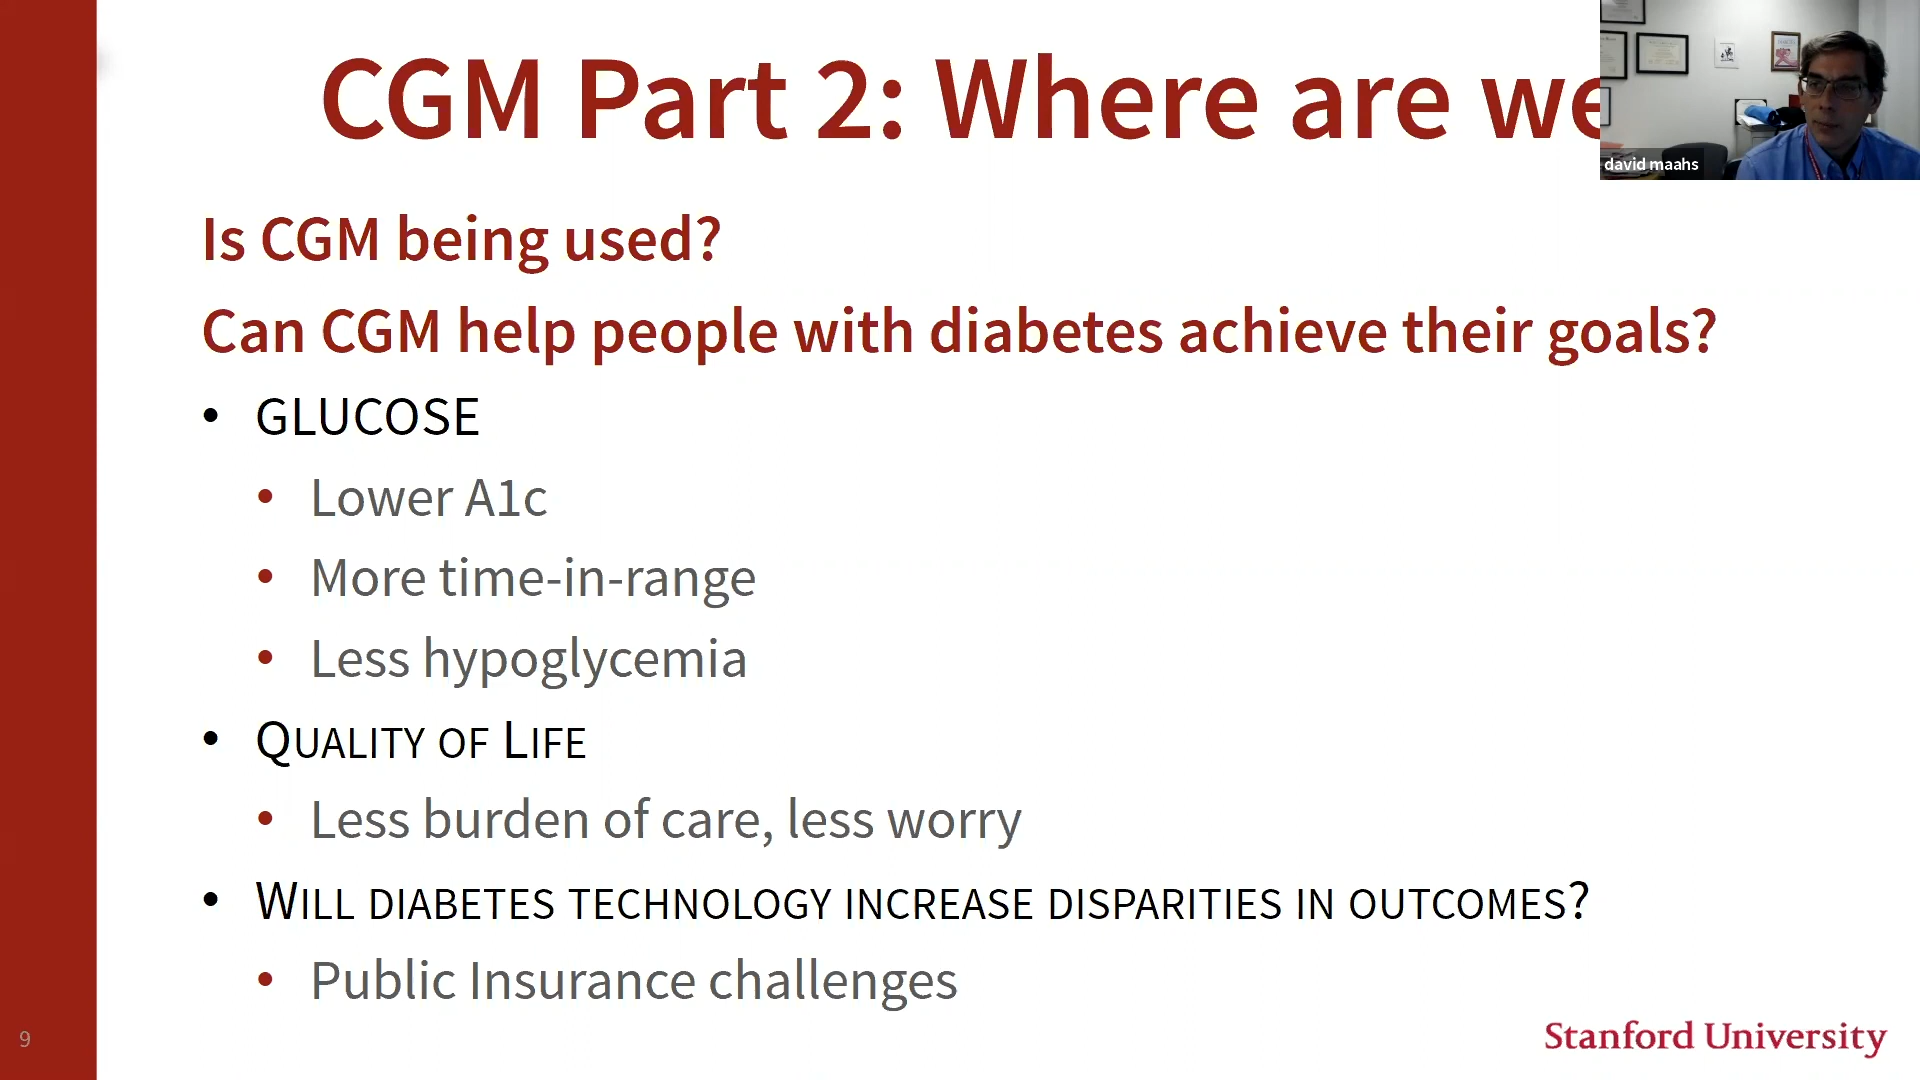 CGM Part 2: Where are we
david maahs
Is CGM being used?
Can CGM help people with diabetes achieve their goals?
• GLUCOSE
• Lower A1c
• More time-in-range
• Less hypoglycemia
• QUALITY OF LIFE
• Less burden of care, less worry
• WILL DIABETES TECHNOLOGY INCREASE DISPARITIES IN OUTCOMES?
• Public Insurance challenges
9
Stanford University